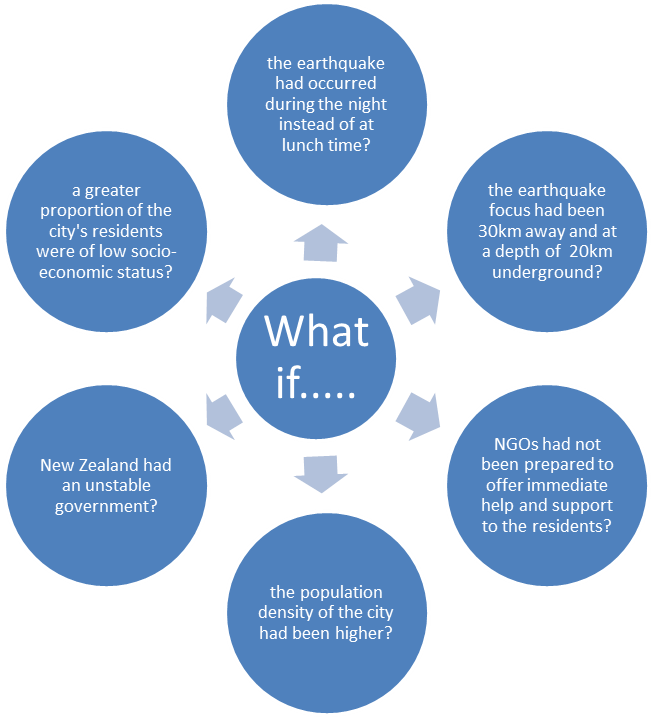 the earthquake
had occurred
during the night
instead of at
lunch time?
a greater
proportion of the
city's residents
were of low socio-
economic status?
the earthquake
focus had been
30km away and at
a depth of  20km
underground?
What
if.....
New Zealand had
an unstable
government?
NGOs had not
been prepared to
offer immediate
help and support
to the residents?
the population
density of the city
had been higher?